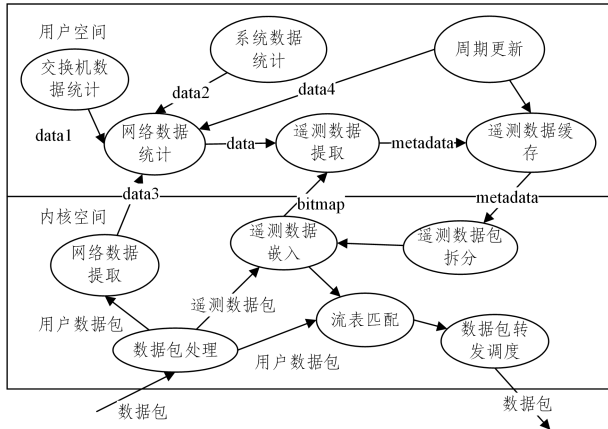 用户空间
系统数据
统计
周期更新
交换机数
据统计
data2
data4
data1
网络数据
统计
data
遥测数据
提取
metadata
遥测数据缓
存
data3
bitmap
metadata
内核空间
网络数据
提取
遥测数据
嵌入
遥测数据包
拆分
遥测数据包
用户数据包
流表匹配
数据包处理
用户数据包
数据包转
发调度
数据包
数据包